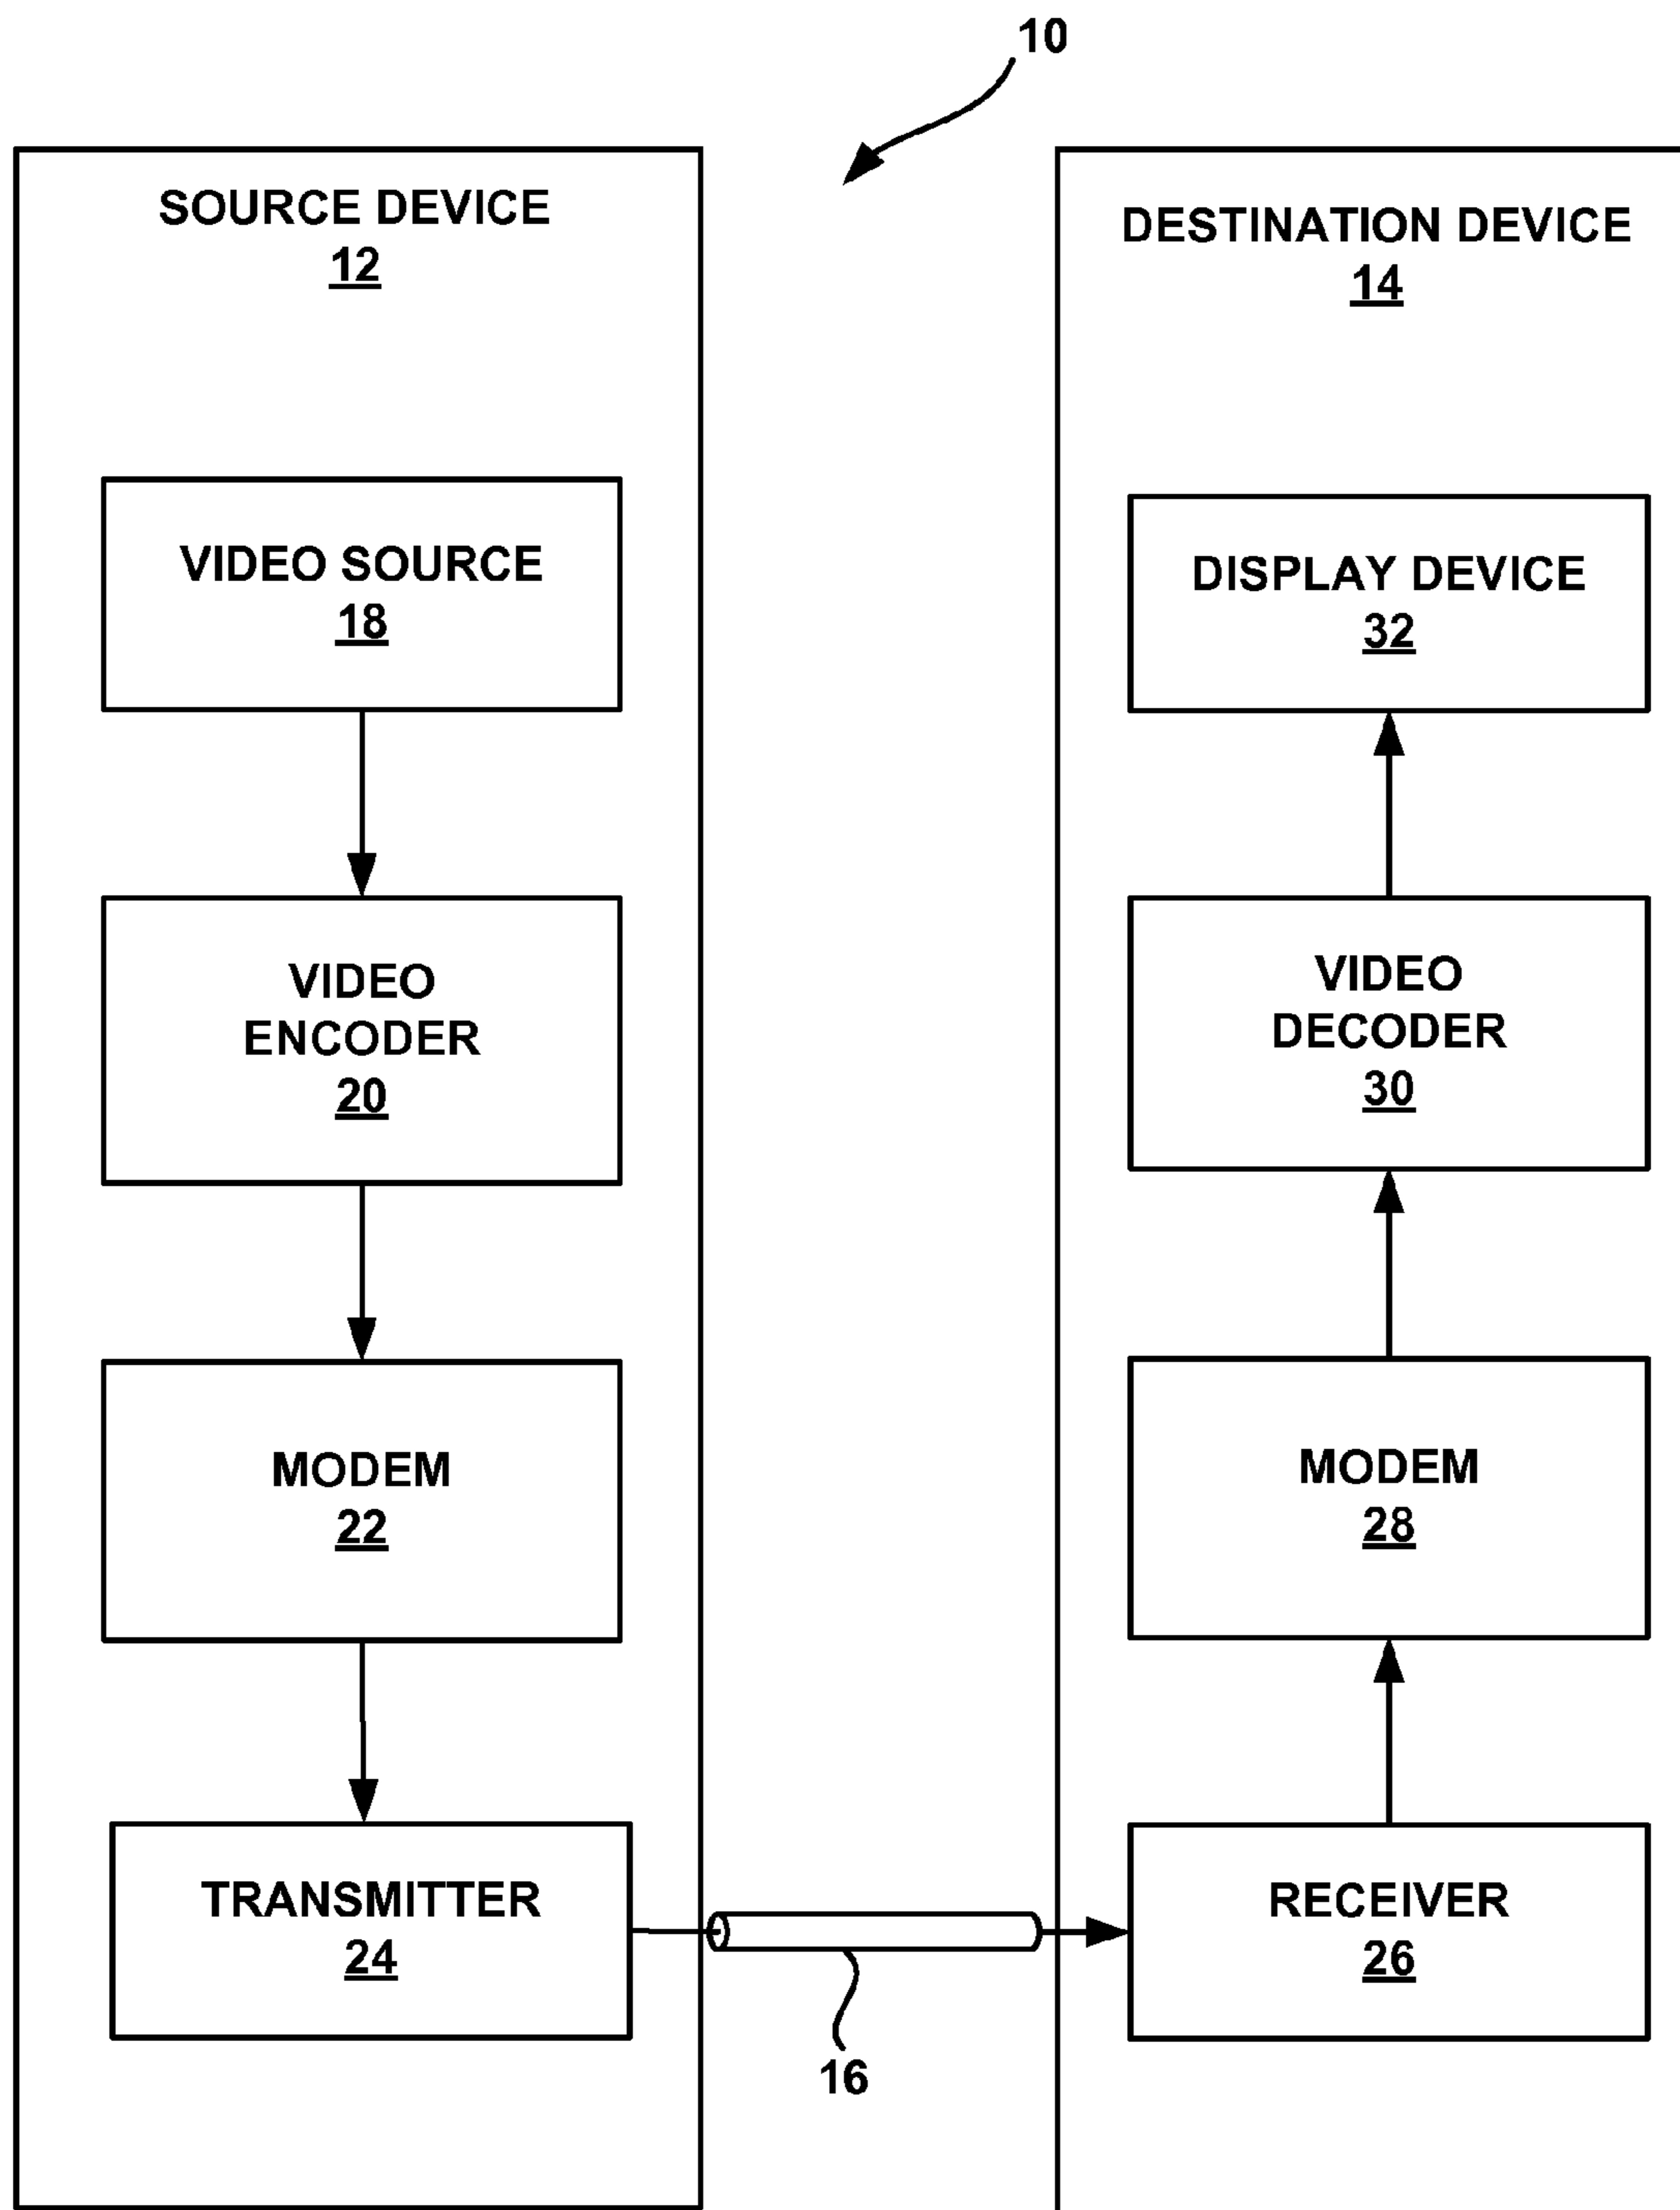 10
SOURCE DEVICE
12
VIDEO SOURCE
18
VIDEO
ENCODER
20
MODEM
22
TRANSMITTER
24
16
DESTINATION DEVICE
14
DISPLAY DEVICE
32
VIDEO
DECODER
30
MODEM
28
RECEIVER
26